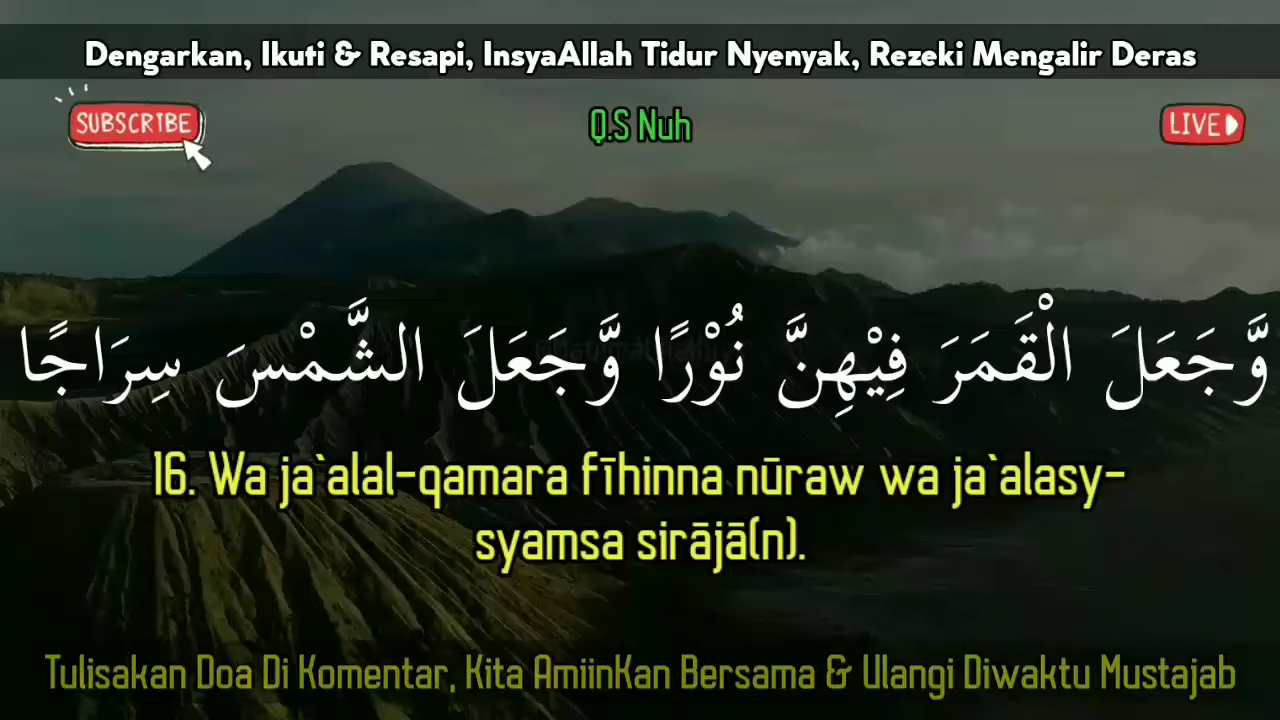 Dengarkan, Ikuti & Resapi, InsyaAllah Tidur Nyenyak, Rezeki Mengalir Deras
SUBSCRIBE
Q.S Nuh
LIVE
وَّجَعَلَ الْقَمَرَ فِيْهِنَّ نُوْرًا وَّجَعَلَ الشَّمْسَ سِرَاجًا
16. Wa ja`alal-qamara fīhinna nūraw wa ja`alasy-
syamsa sirājā(n).
Tulisakan Doa Di Komentar, Kita AmiinKan Bersama & Ulangi Diwaktu Mustajab